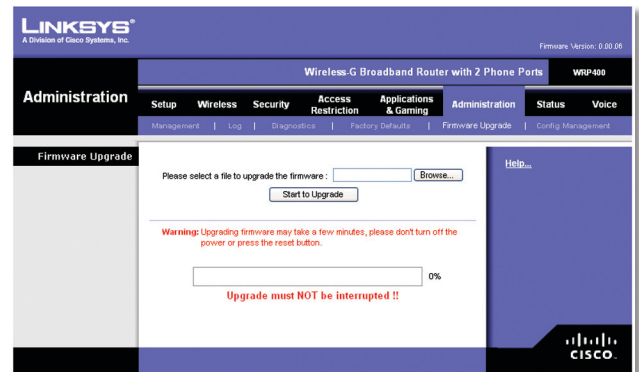 LINKSYS®
A Division of Cisco Systems, Inc.
Firmware Version: 0.00.06
Wireless-G Broadband Router with 2 Phone Ports WRP400
Administration
Setup Wireless Security Access Restriction Applications & Gaming Administration Status Voice
Management | Log | Diagnostics | Factory Defaults | Firmware Upgrade | Config Management
Firmware Upgrade
Help...
Please select a file to upgrade the firmware : Browse...
Start to Upgrade
Warning: Upgrading firmware may take a few minutes, please don't turn off the
power or press the reset button.
0%
Upgrade must NOT be interrupted !!
CISCO.